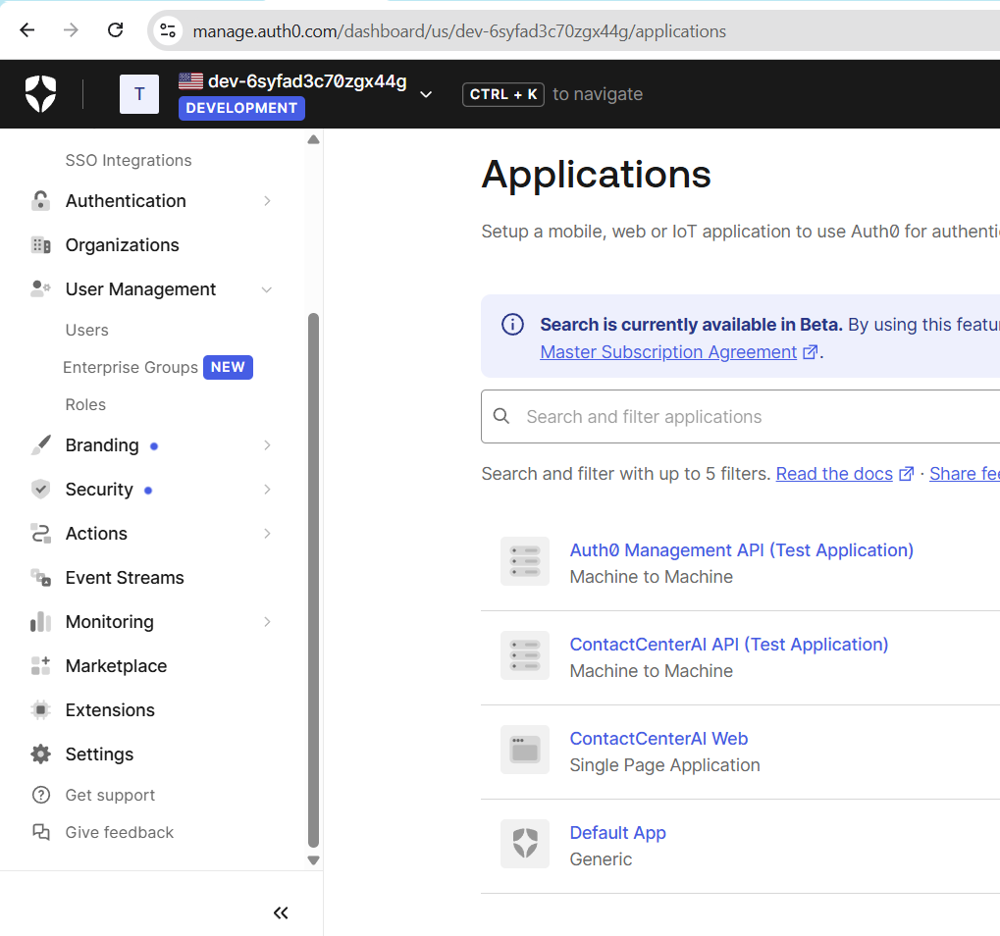 manage.auth0.com/dashboard/us/dev-6syfad3c70zgx44g/applications
T
dev-6syfad3c70zgx44g
DEVELOPMENT
CTRL + K to navigate
SSO Integrations
Authentication
Organizations
User Management
Users
Enterprise Groups NEW
Roles
Branding
Security
Actions
Event Streams
Monitoring
Marketplace
Extensions
Settings
Get support
Give feedback
Applications
Setup a mobile, web or IoT application to use Auth0 for authenti
Search is currently available in Beta. By using this featu
Master Subscription Agreement.
Search and filter applications
Search and filter with up to 5 filters. Read the docs · Share fee
Auth0 Management API (Test Application)
Machine to Machine
ContactCenterAI API (Test Application)
Machine to Machine
ContactCenterAI Web
Single Page Application
Default App
Generic